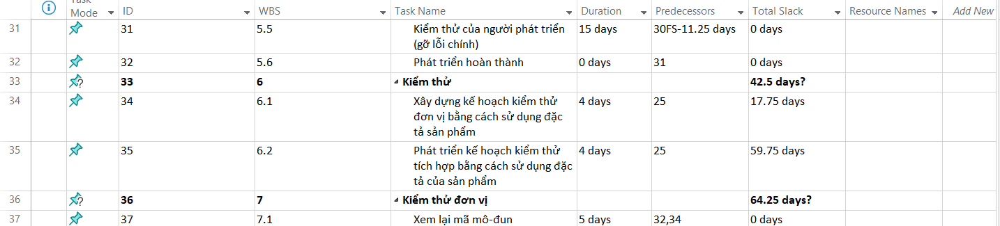 Task
Mode ID WBS Task Name Duration Predecessors Total Slack Resource Names Add New
31 31 5.5 Kiểm thử của người phát triển 15 days 30FS-11.25 days 0 days
(gỡ lỗi chính)
32 32 5.6 Phát triển hoàn thành 0 days 31 0 days
33 ? 33 6 Kiểm thử 42.5 days?
34 34 6.1 Xây dựng kế hoạch kiểm thử 4 days 25 17.75 days
đơn vị bằng cách sử dụng đặc
tả sản phẩm
35 35 6.2 Phát triển kế hoạch kiểm thử 4 days 25 59.75 days
tích hợp bằng cách sử dụng đặc
tả của sản phẩm
36 ? 36 7 Kiểm thử đơn vị 64.25 days?
37 37 7.1 Xem lại mã mô-đun 5 days 32,34 0 days